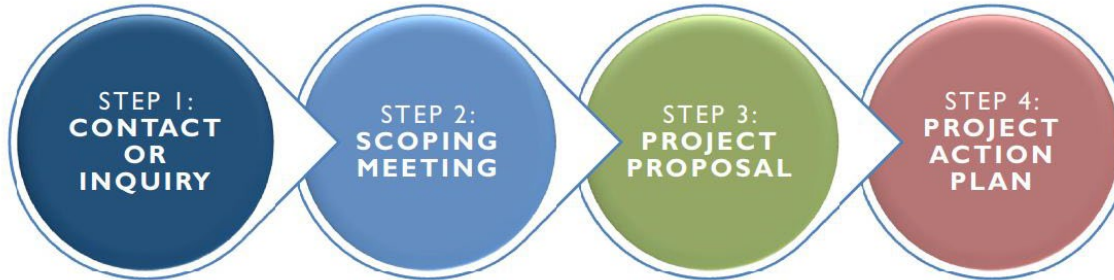 STEP 1:
CONTACT
OR
INQUIRY
STEP 2:
SCOPING
MEETING
STEP 3:
PROJECT
PROPOSAL
STEP 4:
PROJECT
ACTION
PLAN